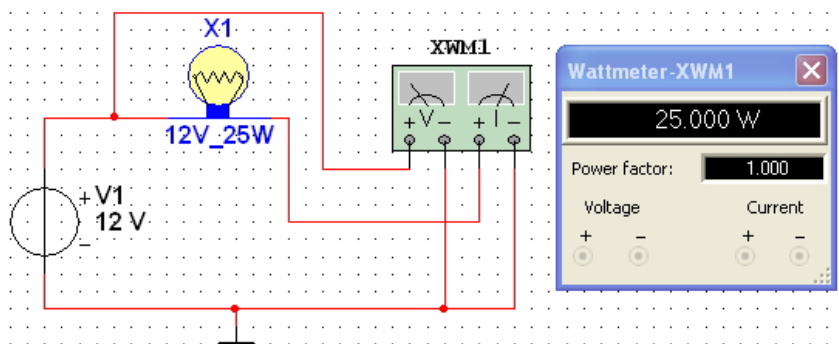 X1
12V_25W
+ V1
12 V
−
XWM1
+ V − + I −
Wattmeter-XWM1
25.000 W
Power factor: 1.000
Voltage Current
+ − + −